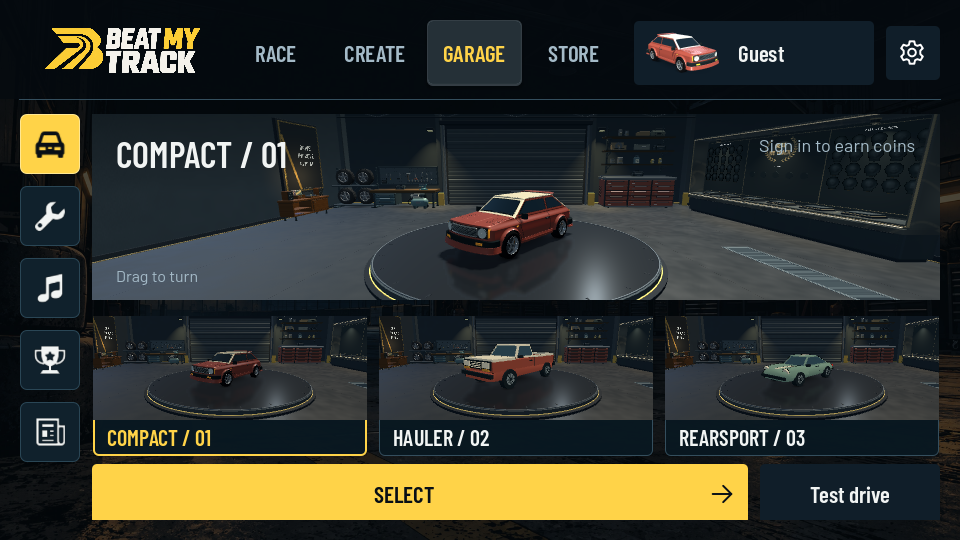 BEAT MY TRACK
RACE
CREATE
GARAGE
STORE
Guest
COMPACT / 01
Sign in to earn coins
Drag to turn
COMPACT / 01
HAULER / 02
REARSPORT / 03
SELECT
Test drive